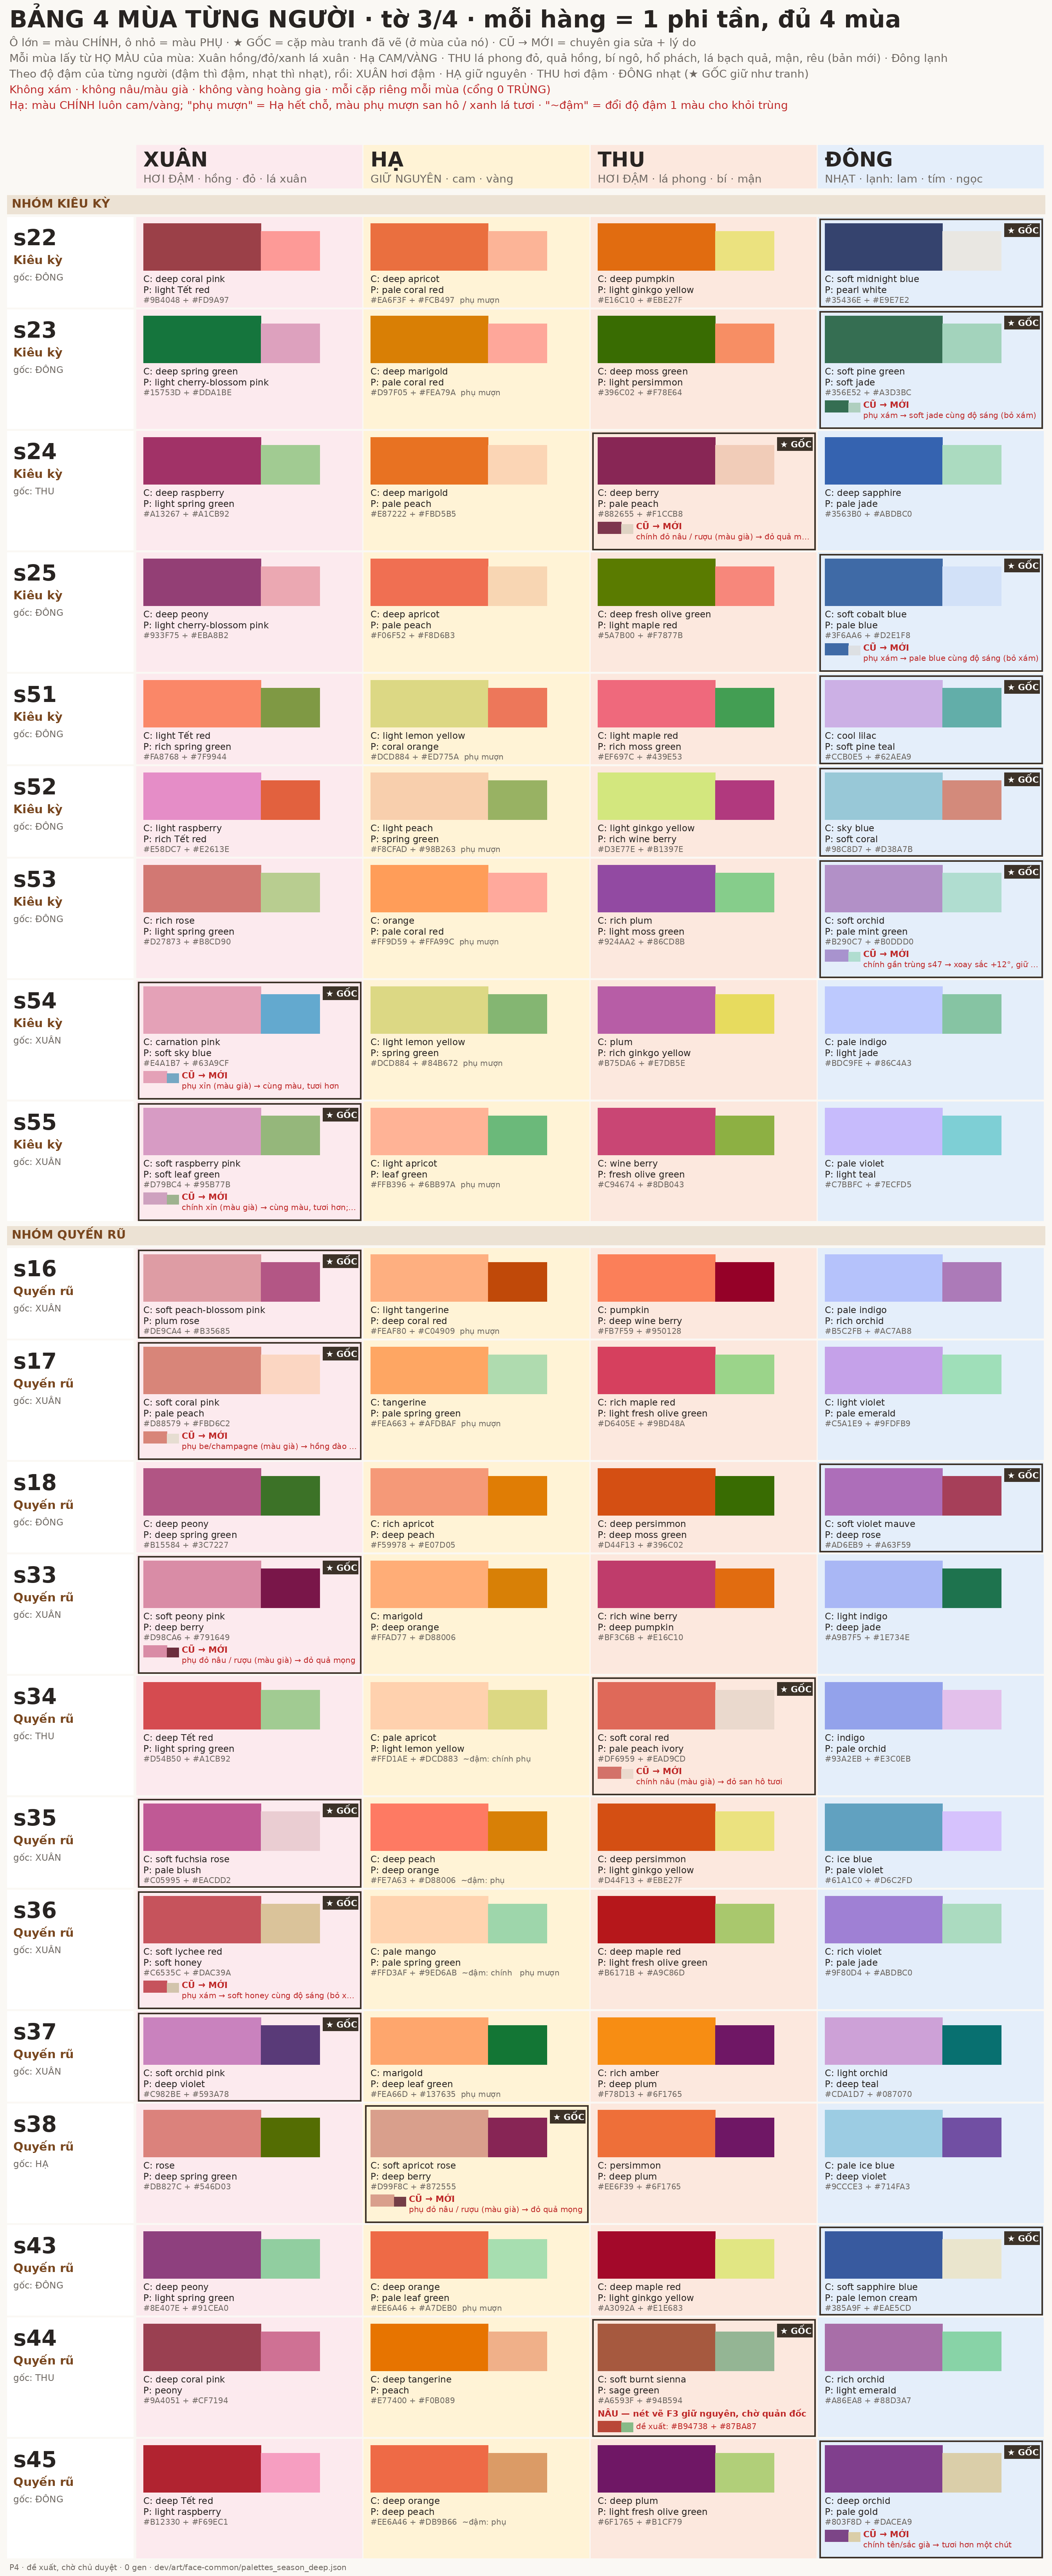 BẢNG 4 MÙA TỪNG NGƯỜI · tờ 3/4 · mỗi hàng = 1 phi tần, đủ 4 mùa
Ô lớn = màu CHÍNH, ô nhỏ = màu PHỤ · ★ GỐC = cặp màu tranh đã vẽ (ở mùa của nó) · CŨ → MỚI = chuyên gia sửa + lý do
Mỗi mùa lấy từ HỌ MÀU của mùa: Xuân hồng/đỏ/xanh lá xuân · Hạ CAM/VÀNG · THU lá phong đỏ, quả hồng, bí ngô, hổ phách, lá bạch quả, mận, rêu (bản mới) · Đông lạnh
Theo độ đậm của từng người (đậm thì đậm, nhạt thì nhạt), rồi: XUÂN hơi đậm · HẠ giữ nguyên · THU hơi đậm · ĐÔNG nhạt (★ GỐC giữ như tranh)
Không xám · không nâu/màu già · không vàng hoàng gia · mỗi cặp riêng mỗi mùa (cổng 0 TRÙNG)
Hạ: màu CHÍNH luôn cam/vàng; "phụ mượn" = Hạ hết chỗ, màu phụ mượn san hô / xanh lá tươi · "~đậm" = đổi độ đậm 1 màu cho khỏi trùng
XUÂN
HƠI ĐẬM · hồng · đỏ · lá xuân
HẠ
GIỮ NGUYÊN · cam · vàng
THU
HƠI ĐẬM · lá phong · bí · mận
ĐÔNG
NHẠT · lạnh: lam · tím · ngọc
NHÓM KIÊU KỲ
s22
Kiêu kỳ
gốc: ĐÔNG
C: deep coral pink
P: light Tết red
#9B4048 + #FD9A97
C: deep apricot
P: pale coral red
#EA6F3F + #FCB497 phụ mượn
C: deep pumpkin
P: light ginkgo yellow
#E16C10 + #EBE27F
★ GỐC
C: soft midnight blue
P: pearl white
#35436E + #E9E7E2
s23
Kiêu kỳ
gốc: ĐÔNG
C: deep spring green
P: light cherry-blossom pink
#15753D + #DDA1BE
C: deep marigold
P: pale coral red
#D97F05 + #FEA79A phụ mượn
C: deep moss green
P: light persimmon
#396C02 + #F78E64
★ GỐC
C: soft pine green
P: soft jade
#356E52 + #A3D3BC
CŨ → MỚI
phụ xám → soft jade cùng độ sáng (bỏ xám)
s24
Kiêu kỳ
gốc: THU
C: deep raspberry
P: light spring green
#A13267 + #A1CB92
C: deep marigold
P: pale peach
#E87222 + #FBD5B5
★ GỐC
C: deep berry
P: pale peach
#882655 + #F1CCB8
CŨ → MỚI
chính đỏ nâu / rượu (màu già) → đỏ quả m…
C: deep sapphire
P: pale jade
#3563B0 + #ABDBC0
s25
Kiêu kỳ
gốc: ĐÔNG
C: deep peony
P: light cherry-blossom pink
#933F75 + #EBA8B2
C: deep apricot
P: pale peach
#F06F52 + #F8D6B3
C: deep fresh olive green
P: light maple red
#5A7B00 + #F7877B
★ GỐC
C: soft cobalt blue
P: pale blue
#3F6AA6 + #D2E1F8
CŨ → MỚI
phụ xám → pale blue cùng độ sáng (bỏ xám)
s51
Kiêu kỳ
gốc: ĐÔNG
C: light Tết red
P: rich spring green
#FA8768 + #7F9944
C: light lemon yellow
P: coral orange
#DCD884 + #ED775A phụ mượn
C: light maple red
P: rich moss green
#EF697C + #439E53
★ GỐC
C: cool lilac
P: soft pine teal
#CCB0E5 + #62AEA9
s52
Kiêu kỳ
gốc: ĐÔNG
C: light raspberry
P: rich Tết red
#E58DC7 + #E2613E
C: light peach
P: spring green
#F8CFAD + #98B263 phụ mượn
C: light ginkgo yellow
P: rich wine berry
#D3E77E + #B1397E
★ GỐC
C: sky blue
P: soft coral
#98C8D7 + #D38A7B
s53
Kiêu kỳ
gốc: ĐÔNG
C: rich rose
P: light spring green
#D27873 + #B8CD90
C: orange
P: pale coral red
#FF9D59 + #FFA99C phụ mượn
C: rich plum
P: light moss green
#924AA2 + #86CD8B
★ GỐC
C: soft orchid
P: pale mint green
#B290C7 + #B0DDD0
CŨ → MỚI
chính gần trùng s47 → xoay sắc +12°, giữ …
s54
Kiêu kỳ
gốc: XUÂN
★ GỐC
C: carnation pink
P: soft sky blue
#E4A1B7 + #63A9CF
CŨ → MỚI
phụ xỉn (màu già) → cùng màu, tươi hơn
C: light lemon yellow
P: spring green
#DCD884 + #84B672 phụ mượn
C: plum
P: rich ginkgo yellow
#B75DA6 + #E7DB5E
C: pale indigo
P: light jade
#BDC9FE + #86C4A3
s55
Kiêu kỳ
gốc: XUÂN
★ GỐC
C: soft raspberry pink
P: soft leaf green
#D79BC4 + #95B77B
CŨ → MỚI
chính xỉn (màu già) → cùng màu, tươi hơn;…
C: light apricot
P: leaf green
#FFB396 + #6BB97A phụ mượn
C: wine berry
P: fresh olive green
#C94674 + #8DB043
C: pale violet
P: light teal
#C7BBFC + #7ECFD5
NHÓM QUYẾN RŨ
s16
Quyến rũ
gốc: XUÂN
★ GỐC
C: soft peach-blossom pink
P: plum rose
#DE9CA4 + #B35685
C: light tangerine
P: deep coral red
#FEAF80 + #C04909 phụ mượn
C: pumpkin
P: deep wine berry
#FB7F59 + #950128
C: pale indigo
P: rich orchid
#B5C2FB + #AC7AB8
s17
Quyến rũ
gốc: XUÂN
★ GỐC
C: soft coral pink
P: pale peach
#D88579 + #FBD6C2
CŨ → MỚI
phụ be/champagne (màu già) → hồng đào …
C: tangerine
P: pale spring green
#FEA663 + #AFDBAF phụ mượn
C: rich maple red
P: light fresh olive green
#D6405E + #9BD48A
C: light violet
P: pale emerald
#C5A1E9 + #9FDFB9
s18
Quyến rũ
gốc: ĐÔNG
C: deep peony
P: deep spring green
#B15584 + #3C7227
C: rich apricot
P: deep peach
#F59978 + #E07D05
C: deep persimmon
P: deep moss green
#D44F13 + #396C02
★ GỐC
C: soft violet mauve
P: deep rose
#AD6EB9 + #A63F59
s33
Quyến rũ
gốc: XUÂN
★ GỐC
C: soft peony pink
P: deep berry
#D98CA6 + #791649
CŨ → MỚI
phụ đỏ nâu / rượu (màu già) → đỏ quả mọng
C: marigold
P: deep orange
#FFAD77 + #D88006
C: rich wine berry
P: deep pumpkin
#BF3C6B + #E16C10
C: light indigo
P: deep jade
#A9B7F5 + #1E734E
s34
Quyến rũ
gốc: THU
C: deep Tết red
P: light spring green
#D54B50 + #A1CB92
C: pale apricot
P: light lemon yellow
#FFD1AE + #DCD883 ~đậm: chính phụ
★ GỐC
C: soft coral red
P: pale peach ivory
#DF6959 + #EAD9CD
CŨ → MỚI
chính nâu (màu già) → đỏ san hô tươi
C: indigo
P: pale orchid
#93A2EB + #E3C0EB
s35
Quyến rũ
gốc: XUÂN
★ GỐC
C: soft fuchsia rose
P: pale blush
#C05995 + #EACDD2
C: deep peach
P: deep orange
#FE7A63 + #D88006 ~đậm: phụ
C: deep persimmon
P: light ginkgo yellow
#D44F13 + #EBE27F
C: ice blue
P: pale violet
#61A1C0 + #D6C2FD
s36
Quyến rũ
gốc: XUÂN
★ GỐC
C: soft lychee red
P: soft honey
#C6535C + #DAC39A
CŨ → MỚI
phụ xám → soft honey cùng độ sáng (bỏ x…
C: pale mango
P: pale spring green
#FFD3AF + #9ED6AB ~đậm: chính phụ mượn
C: deep maple red
P: light fresh olive green
#B6171B + #A9C86D
C: rich violet
P: pale jade
#9F80D4 + #ABDBC0
s37
Quyến rũ
gốc: XUÂN
★ GỐC
C: soft orchid pink
P: deep violet
#C982BE + #593A78
C: marigold
P: deep leaf green
#FEA66D + #137635 phụ mượn
C: rich amber
P: deep plum
#F78D13 + #6F1765
C: light orchid
P: deep teal
#CDA1D7 + #087070
s38
Quyến rũ
gốc: HẠ
C: rose
P: deep spring green
#DB827C + #546D03
★ GỐC
C: soft apricot rose
P: deep berry
#D99F8C + #872555
CŨ → MỚI
phụ đỏ nâu / rượu (màu già) → đỏ quả mọng
C: persimmon
P: deep plum
#EE6F39 + #6F1765
C: pale ice blue
P: deep violet
#9CCCE3 + #714FA3
s43
Quyến rũ
gốc: ĐÔNG
C: deep peony
P: light spring green
#8E407E + #91CEA0
C: deep orange
P: pale leaf green
#EE6A46 + #A7DEB0 phụ mượn
C: deep maple red
P: pale ginkgo yellow
#A3092A + #E1E683
★ GỐC
C: soft sapphire blue
P: pale lemon cream
#385A9F + #EAE5CD
s44
Quyến rũ
gốc: THU
C: deep coral pink
P: peony
#9A4051 + #CF7194
C: deep tangerine
P: peach
#E77400 + #F0B089
★ GỐC
C: soft burnt sienna
P: sage green
#A6593F + #94B594
NÂU — nét vẽ F3 giữ nguyên, chờ quản đốc
đề xuất: #B94738 + #87BA87
C: rich orchid
P: light emerald
#A86EA8 + #88D3A7
s45
Quyến rũ
gốc: ĐÔNG
C: deep Tết red
P: light raspberry
#B12330 + #F69EC1
C: deep orange
P: deep peach
#EE6A46 + #DB9B66 ~đậm: phụ
C: deep plum
P: light fresh olive green
#6F1765 + #B1CF79
★ GỐC
C: deep orchid
P: pale gold
#803F8D + #DACEA9
CŨ → MỚI
chính tên/sắc già → tươi hơn một chút
P4 · đề xuất, chờ chủ duyệt · 0 gen · dev/art/face-common/palettes_season_deep.json